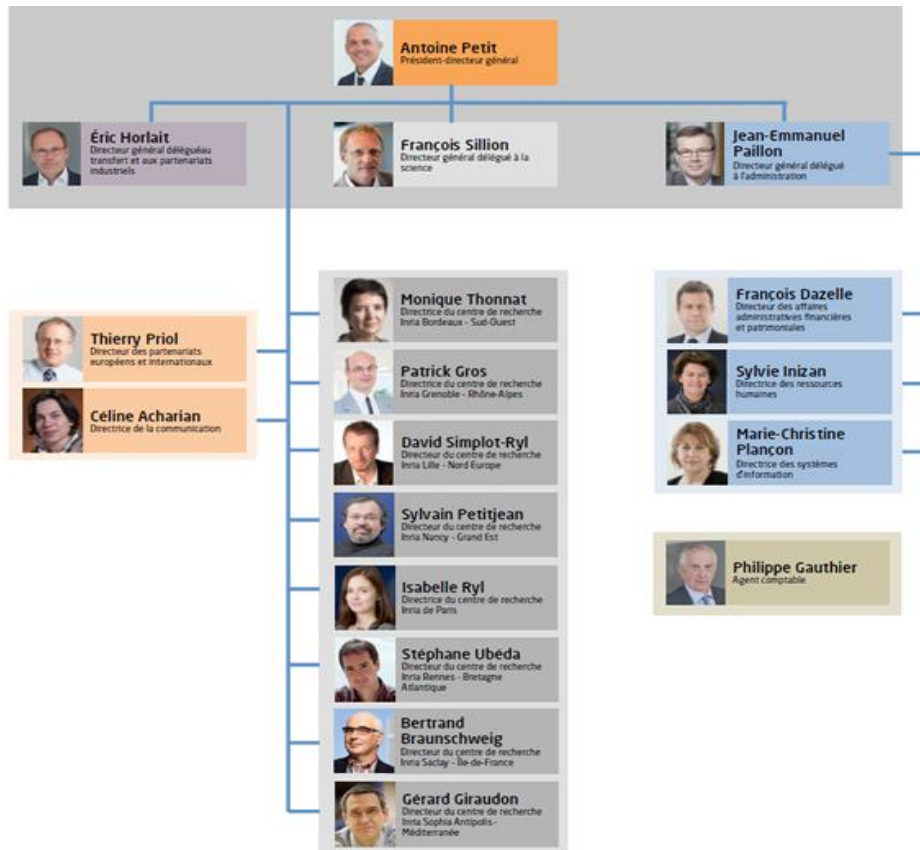 Antoine Petit
Président-directeur général
Éric Horlait
Directeur général déléguéau
transfert et aux partenariats
industriels
François Sillion
Directeur général délégué à la
science
Jean-Emmanuel
Paillon
Directeur général délégué
à l'administration
Thierry Priol
Directeur des partenariats
européens et internationaux
Céline Acharian
Directrice de la communication
Monique Thonnat
Directrice du centre de recherche
Inria Bordeaux - Sud-Ouest
Patrick Gros
Directrice du centre de recherche
Inria Grenoble - Rhône-Alpes
David Simplot-Ryl
Directeur du centre de recherche
Inria Lille - Nord Europe
Sylvain Petitjean
Directeur du centre de recherche
Inria Nancy - Grand Est
Isabelle Ryl
Directrice du centre de recherche
Inria de Paris
Stéphane Ubéda
Directeur du centre de recherche
Inria Rennes - Bretagne
Atlantique
Bertrand
Braunschweig
Directeur du centre de recherche
Inria Saclay - Île-de-France
Gérard Giraudon
Directeur du centre de recherche
Inria Sophia Antipolis -
Méditerranée
François Dazelle
Directeur des affaires
administratives financières
et patrimoniales
Sylvie Inizan
Directrice des ressources
humaines
Marie-Christine
Plançon
Directrice des systèmes
d'information
Philippe Gauthier
Agent comptable